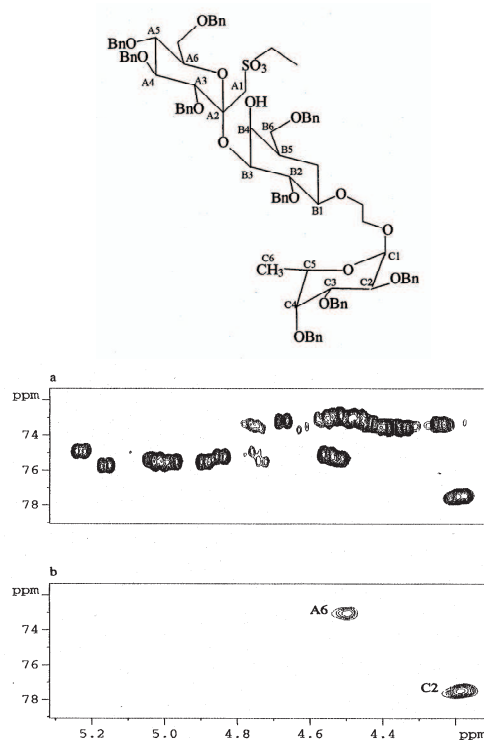 OBn
A5
BnO
BnO
A6
O
SO3
A4
A3
A1
BnO
A2
OH
OBn
B4
B6
B5
O
B3
B2
BnO
B1
O
O
C6
CH3
C5
O
C1
C3
C2
OBn
C4
OBn
OBn
a
ppm
74
76
78
b
ppm
A6
74
76
C2
78
5.2 5.0 4.8 4.6 4.4 ppm